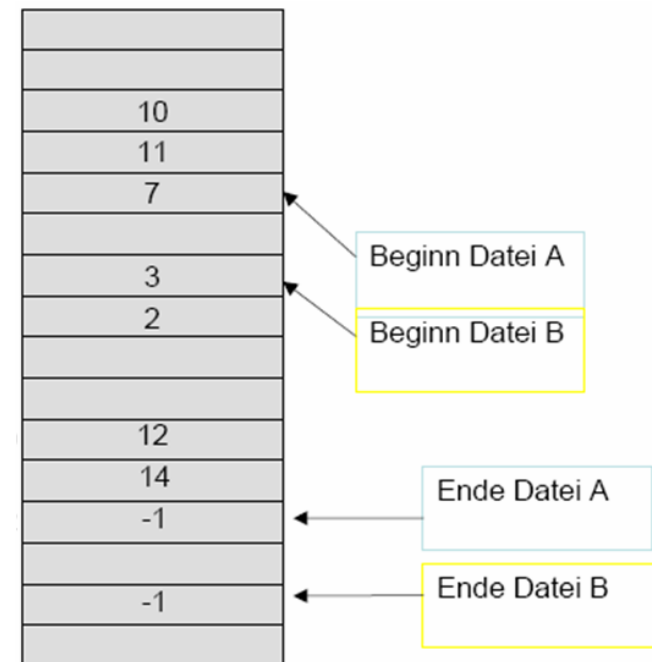 10
11
7
Beginn Datei A
3
Beginn Datei B
2
12
14
Ende Datei A
-1
Ende Datei B
-1